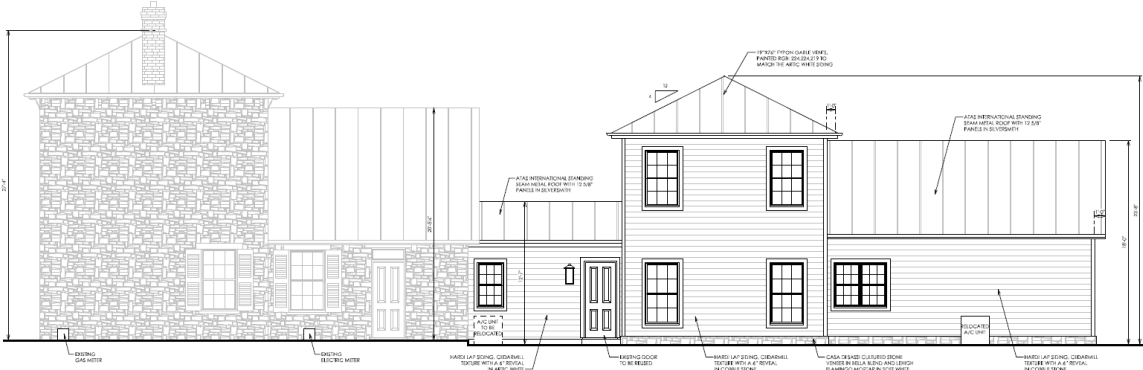 19"X26" FYPON GABLE VENTS,
PAINTED RGB: 224,224,219 TO
MATCH THE ARTIC WHITE SIDING
12
ATAS INTERNATIONAL STANDING
SEAM METAL ROOF WITH 12 5/8"
PANELS IN SILVERSMITH
ATAS INTERNATIONAL STANDING
SEAM METAL ROOF WITH 12 5/8"
PANELS IN SILVERSMITH
A/C UNIT
TO BE
RELOCATED
RELOCATED
A/C UNIT
EXISTING
GAS METER
EXISTING
ELECTRIC METER
HARDI LAP SIDING, CEDARMILL
TEXTURE WITH A 6" REVEAL
IN ARTIC WHITE
EXISTING DOOR
TO BE REUSED
HARDI LAP SIDING, CEDARMILL
TEXTURE WITH A 6" REVEAL
IN COBBLE STONE
CASA DI SASSI CULTURED STONE
VENEER IN BELLA BLEND AND LEHIGH
FLAMINGO MORTAR IN SOFT WHITE
HARDI LAP SIDING, CEDARMILL
TEXTURE WITH A 6" REVEAL
IN COBBLE STONE